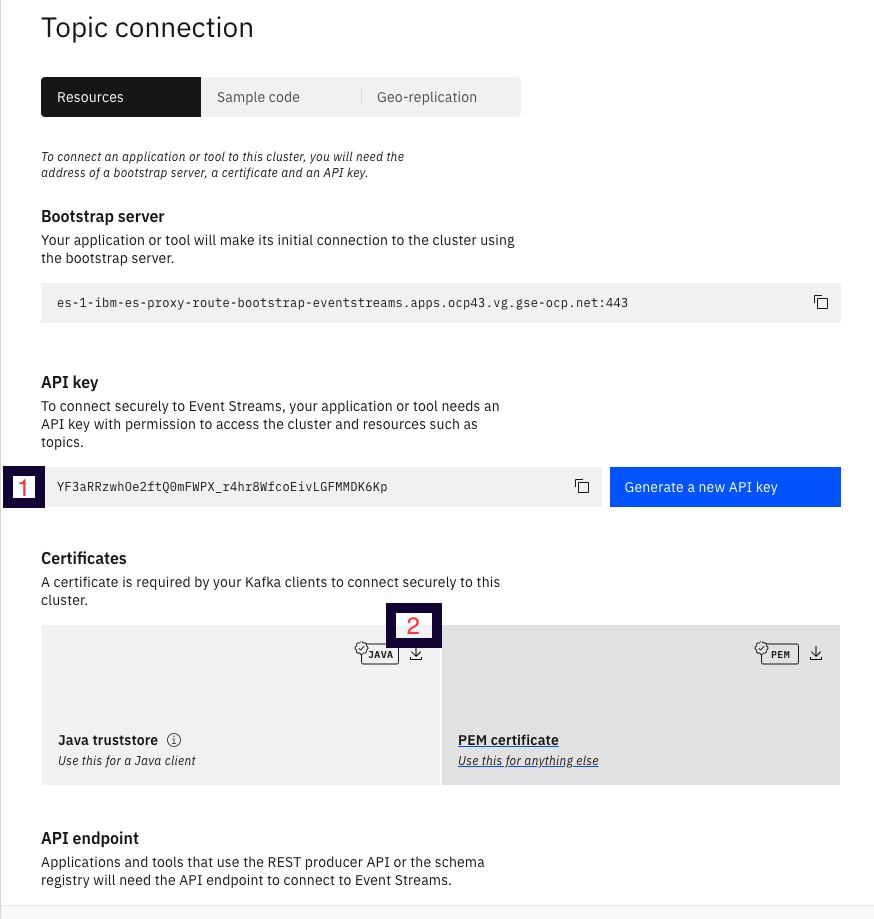 Topic connection
Resources
Sample code
Geo-replication
To connect an application or tool to this cluster, you will need the
address of a bootstrap server, a certificate and an API key.
Bootstrap server
Your application or tool will make its initial connection to the cluster using
the bootstrap server.
es-1-ibm-es-proxy-route-bootstrap-eventstreams.apps.ocp43.vg.gse-ocp.net:443
API key
To connect securely to Event Streams, your application or tool needs an
API key with permission to access the cluster and resources such as
topics.
1
YF3aRRzwhOe2ftQ0mFWPX_r4hr8WfcoEivLGFMMDK6Kp
Generate a new API key
Certificates
A certificate is required by your Kafka clients to connect securely to this
cluster.
2
JAVA
PEM
Java truststore
Use this for a Java client
PEM certificate
Use this for anything else
API endpoint
Applications and tools that use the REST producer API or the schema
registry will need the API endpoint to connect to Event Streams.